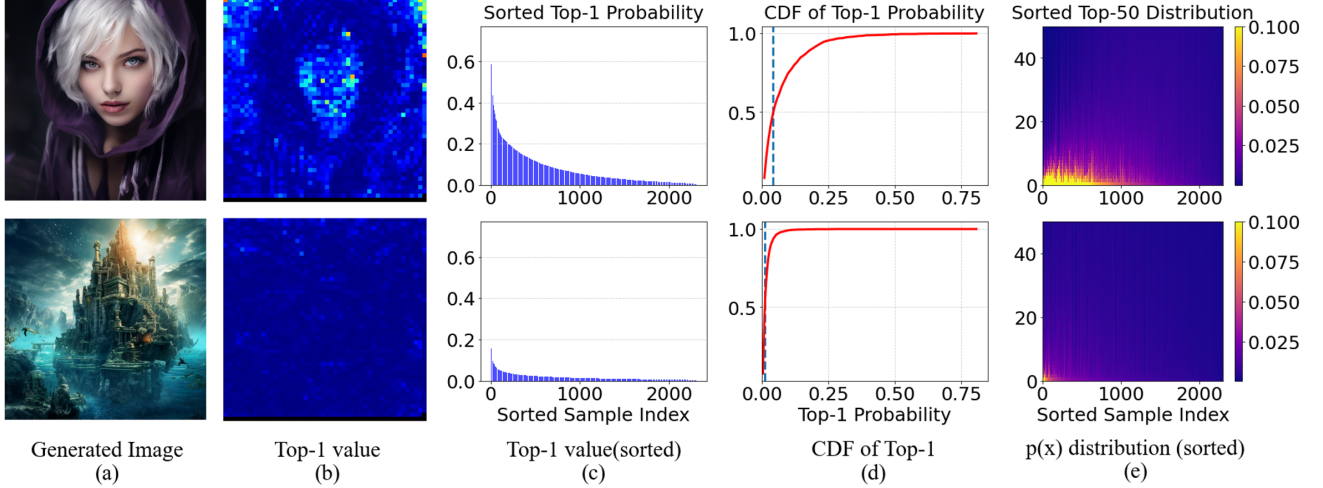 Sorted Top-1 Probability
CDF of Top-1 Probability
Sorted Top-50 Distribution
0.6
0.4
0.2
0.0
0 1000 2000
1.0
0.5
0.00 0.25 0.50 0.75
40
20
0
0 1000 2000
0.100
0.075
0.050
0.025
0.6
0.4
0.2
0.0
0 1000 2000
Sorted Sample Index
1.0
0.5
0.00 0.25 0.50 0.75
Top-1 Probability
40
20
0
0 1000 2000
Sorted Sample Index
0.100
0.075
0.050
0.025
Generated Image
(a)
Top-1 value
(b)
Top-1 value(sorted)
(c)
CDF of Top-1
(d)
p(x) distribution (sorted)
(e)